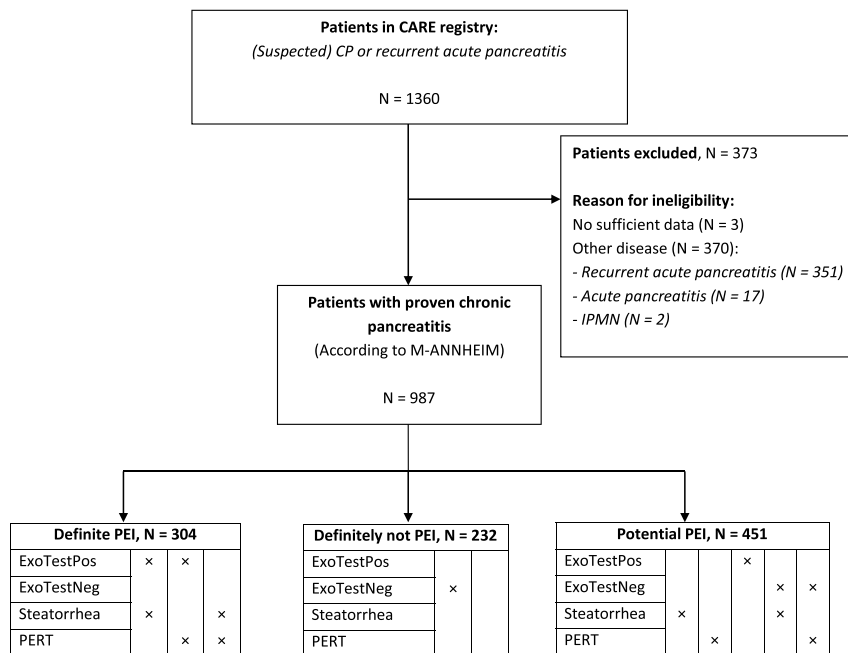 Patients in CARE registry:
(Suspected) CP or recurrent acute pancreatitis
N = 1360
Patients excluded, N = 373
Reason for ineligibility:
No sufficient data (N = 3)
Other disease (N = 370):
- Recurrent acute pancreatitis (N = 351)
- Acute pancreatitis (N = 17)
- IPMN (N = 2)
Patients with proven chronic
pancreatitis
(According to M-ANNHEIM)
N = 987
Definite PEI, N = 304
ExoTestPos × ×
ExoTestNeg
Steatorrhea × ×
PERT × ×
Definitely not PEI, N = 232
ExoTestPos
ExoTestNeg ×
Steatorrhea
PERT
Potential PEI, N = 451
ExoTestPos ×
ExoTestNeg × ×
Steatorrhea × ×
PERT × ×